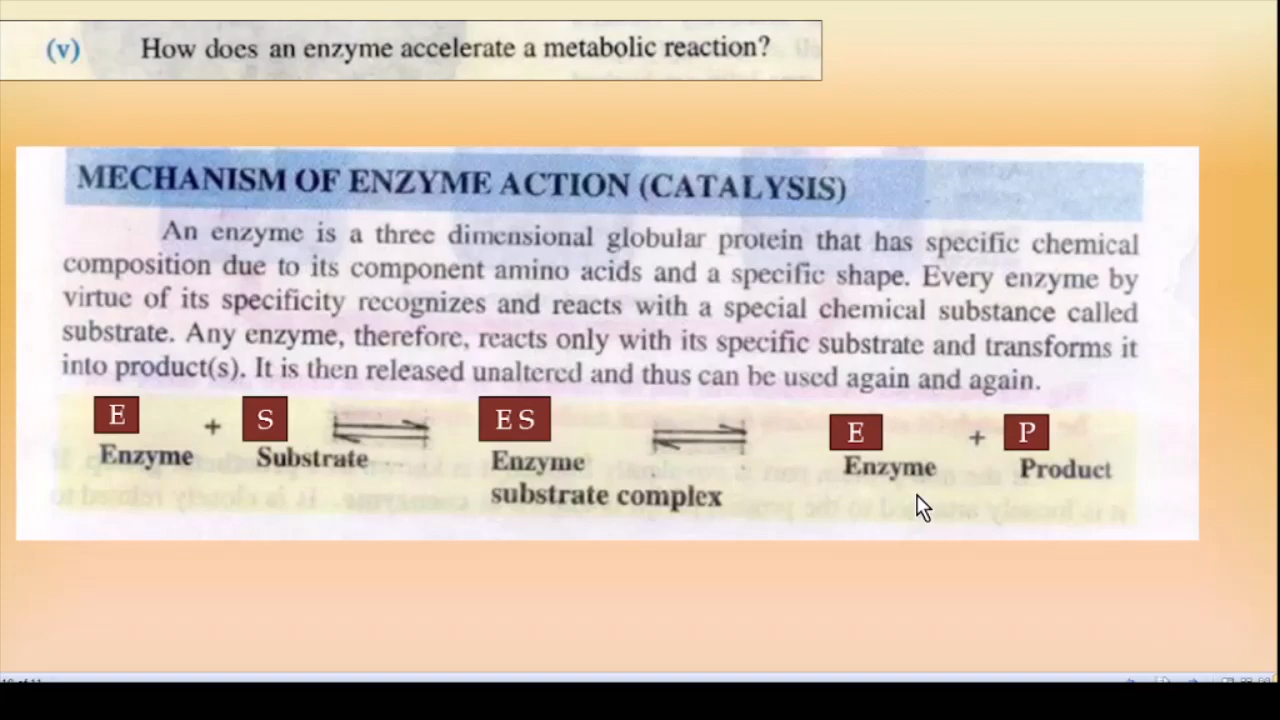 (v) How does an enzyme accelerate a metabolic reaction?
MECHANISM OF ENZYME ACTION (CATALYSIS)
An enzyme is a three dimensional globular protein that has specific chemical
composition due to its component amino acids and a specific shape. Every enzyme by
virtue of its specificity recognizes and reacts with a special chemical substance called
substrate. Any enzyme, therefore, reacts only with its specific substrate and transforms it
into product(s). It is then released unaltered and thus can be used again and again.
E + S E S E + P
Enzyme Substrate Enzyme Enzyme Product
substrate complex